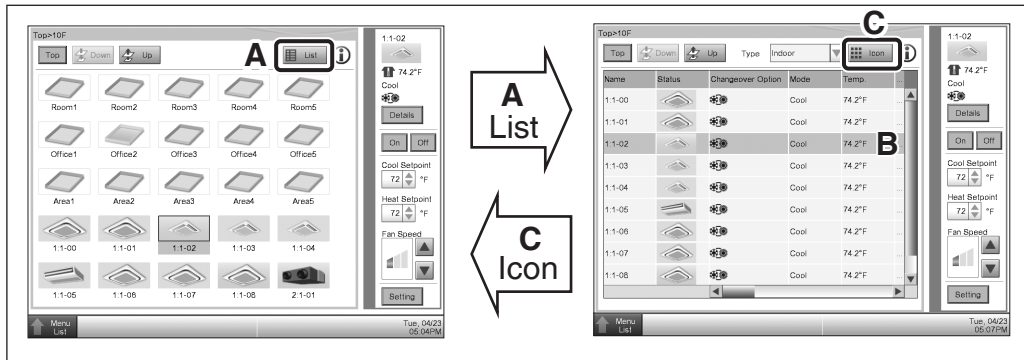 Top>10F
Top Down Up A List
Room1 Room2 Room3 Room4 Room5
Office1 Office2 Office3 Office4 Office5
Area1 Area2 Area3 Area4 Area5
1:1-00 1:1-01 1:1-02 1:1-03 1:1-04
1:1-05 1:1-06 1:1-07 1:1-08 2:1-01
1:1-02
74.2°F
Cool
Details
On Off
Cool Setpoint
72 °F
Heat Setpoint
72 °F
Fan Speed
Setting
Menu
List
Tue, 04/23
05:04PM
A
List
C
Icon
C
Top>10F
Top Down Up Type Indoor Icon
Name Status Changeover Option Mode Temp. ...
1:1-00 Cool 74.2°F ...
1:1-01 Cool 74.2°F ...
1:1-02 Cool 74.2°F B
1:1-03 Cool 74.2°F ...
1:1-04 Cool 74.2°F ...
1:1-05 Cool 74.2°F ...
1:1-06 Cool 74.2°F ...
1:1-07 Cool 74.2°F ...
1:1-08 Cool 74.2°F ...
1:1-02
74.2°F
Cool
Details
On Off
Cool Setpoint
72 °F
Heat Setpoint
72 °F
Fan Speed
Setting
Menu
List
Tue, 04/23
05:07PM